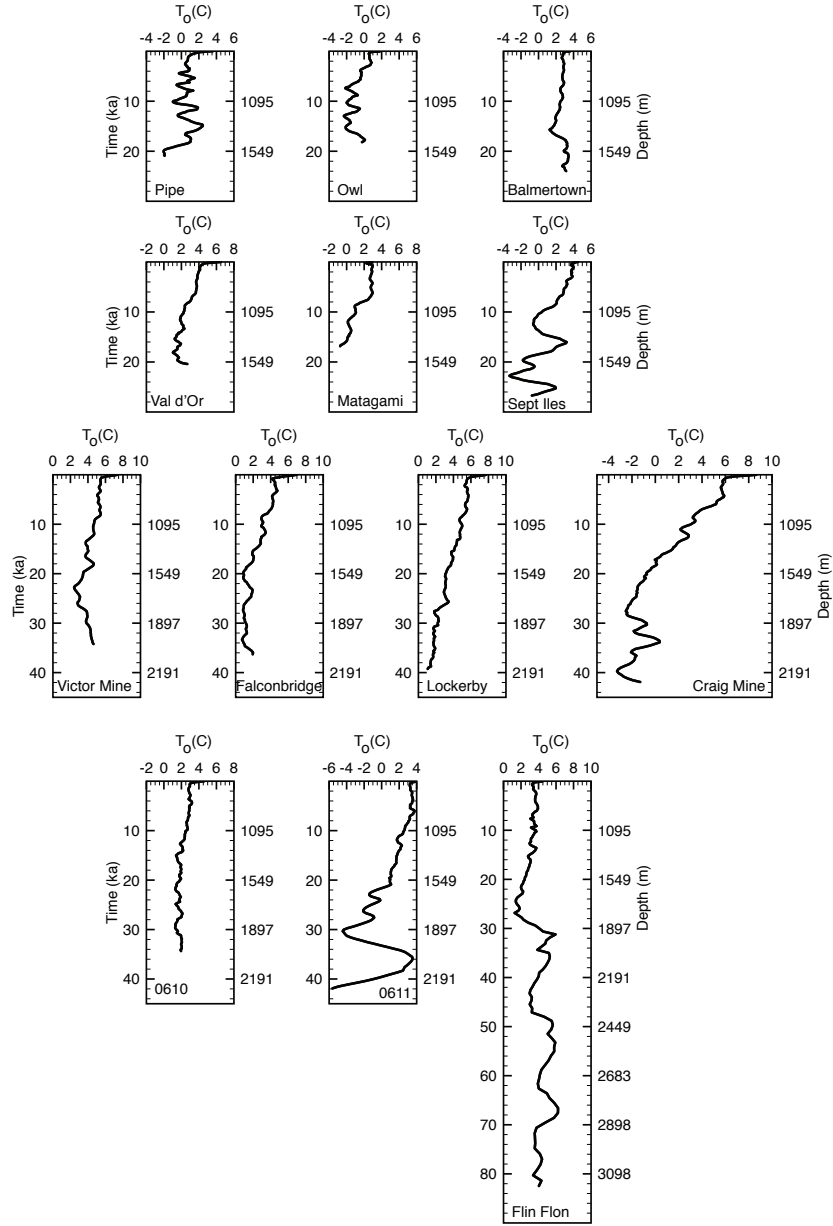 T₀(C) T₀(C) T₀(C)
-4 -2 0 2 4 6 -4 -2 0 2 4 6 -4 -2 0 2 4 6
Time (ka) 10 1095 10 1095 10 1095 Depth (m)
20 1549 20 1549 20 1549
Pipe Owl Balmertown
T₀(C) T₀(C) T₀(C)
-2 0 2 4 6 8 -2 0 2 4 6 8 -4 -2 0 2 4 6
Time (ka) 10 1095 10 1095 10 1095 Depth (m)
20 1549 20 1549 20 1549
Val d'Or Matagami Sept Iles
T₀(C) T₀(C) T₀(C) T₀(C)
0 2 4 6 8 10 0 2 4 6 8 10 0 2 4 6 8 10 -4 -2 0 2 4 6 8 10
10 1095 10 1095 10 1095 10 1095
Time (ka) 20 1549 20 1549 20 1549 20 1549 Depth (m)
30 1897 30 1897 30 1897 30 1897
40 2191 40 2191 40 2191 40 2191
Victor Mine Falconbridge Lockerby Craig Mine
T₀(C) T₀(C) T₀(C)
-2 0 2 4 6 8 -6 -4 -2 0 2 4 0 2 4 6 8 10
10 1095 10 1095 10 1095
Time (ka) 20 1549 20 1549 20 1549 Depth (m)
30 1897 30 1897 30 1897
40 2191 40 2191 40 2191
0610 0611
50 2449
60 2683
70 2898
80 3098
Flin Flon